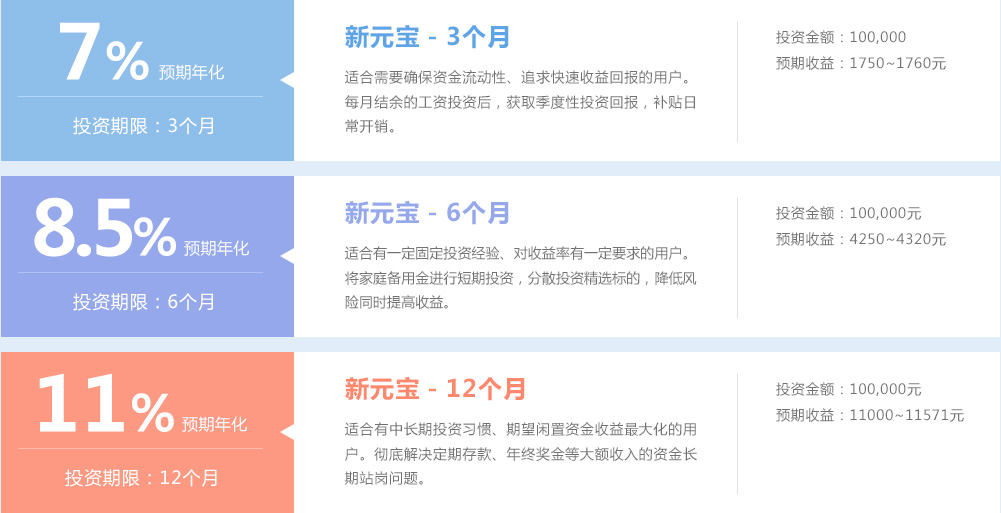 7% 预期年化
投资期限：3个月
新元宝 - 3个月
适合需要确保资金流动性、追求快速收益回报的用户。
每月结余的工资投资后，获取季度性投资回报，补贴日
常开销。
投资金额：100,000
预期收益：1750~1760元
8.5% 预期年化
投资期限：6个月
新元宝 - 6个月
适合有一定固定投资经验、对收益率有一定要求的用户。
将家庭备用金进行短期投资，分散投资精选标的，降低风
险同时提高收益。
投资金额：100,000元
预期收益：4250~4320元
11% 预期年化
投资期限：12个月
新元宝 - 12个月
适合有中长期投资习惯、期望闲置资金收益最大化的用
户。彻底解决定期存款、年终奖金等大额收入的资金长
期站岗问题。
投资金额：100,000元
预期收益：11000~11571元